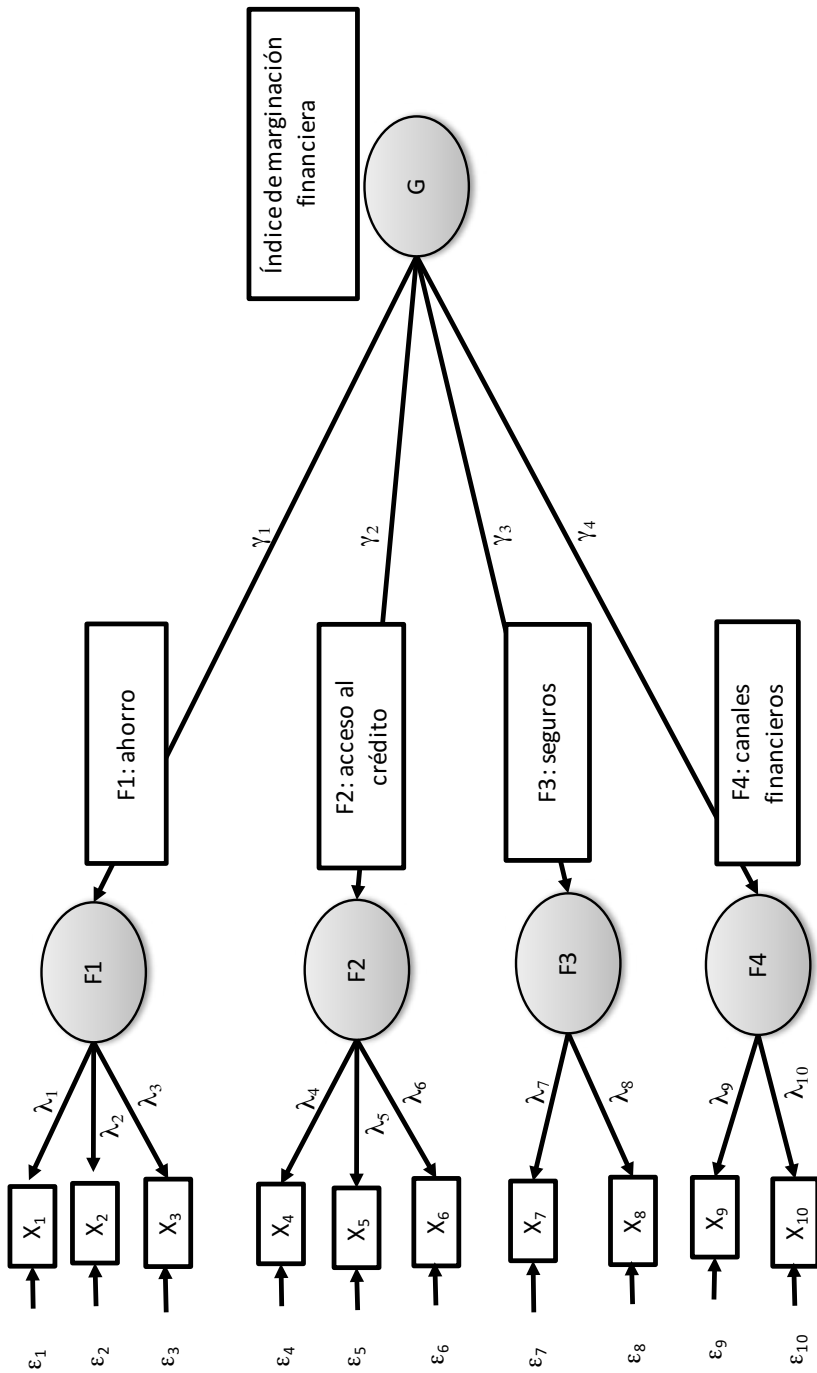 Índice de marginación
financiera
G
γ1
γ2
γ3
γ4
F1: ahorro
F2: acceso al
crédito
F3: seguros
F4: canales
financieros
F1
F2
F3
F4
λ1
λ2
λ3
λ4
λ5
λ6
λ7
λ8
λ9
λ10
X1
X2
X3
X4
X5
X6
X7
X8
X9
X10
ε1
ε2
ε3
ε4
ε5
ε6
ε7
ε8
ε9
ε10